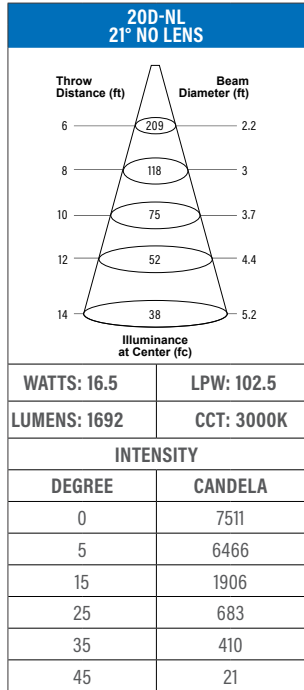 20D-NL
21° NO LENS
Throw Distance (ft) Beam Diameter (ft)
6 209 2.2
8 118 3
10 75 3.7
12 52 4.4
14 38 5.2
Illuminance
at Center (fc)
WATTS: 16.5 LPW: 102.5
LUMENS: 1692 CCT: 3000K
INTENSITY
DEGREE CANDELA
0 7511
5 6466
15 1906
25 683
35 410
45 21